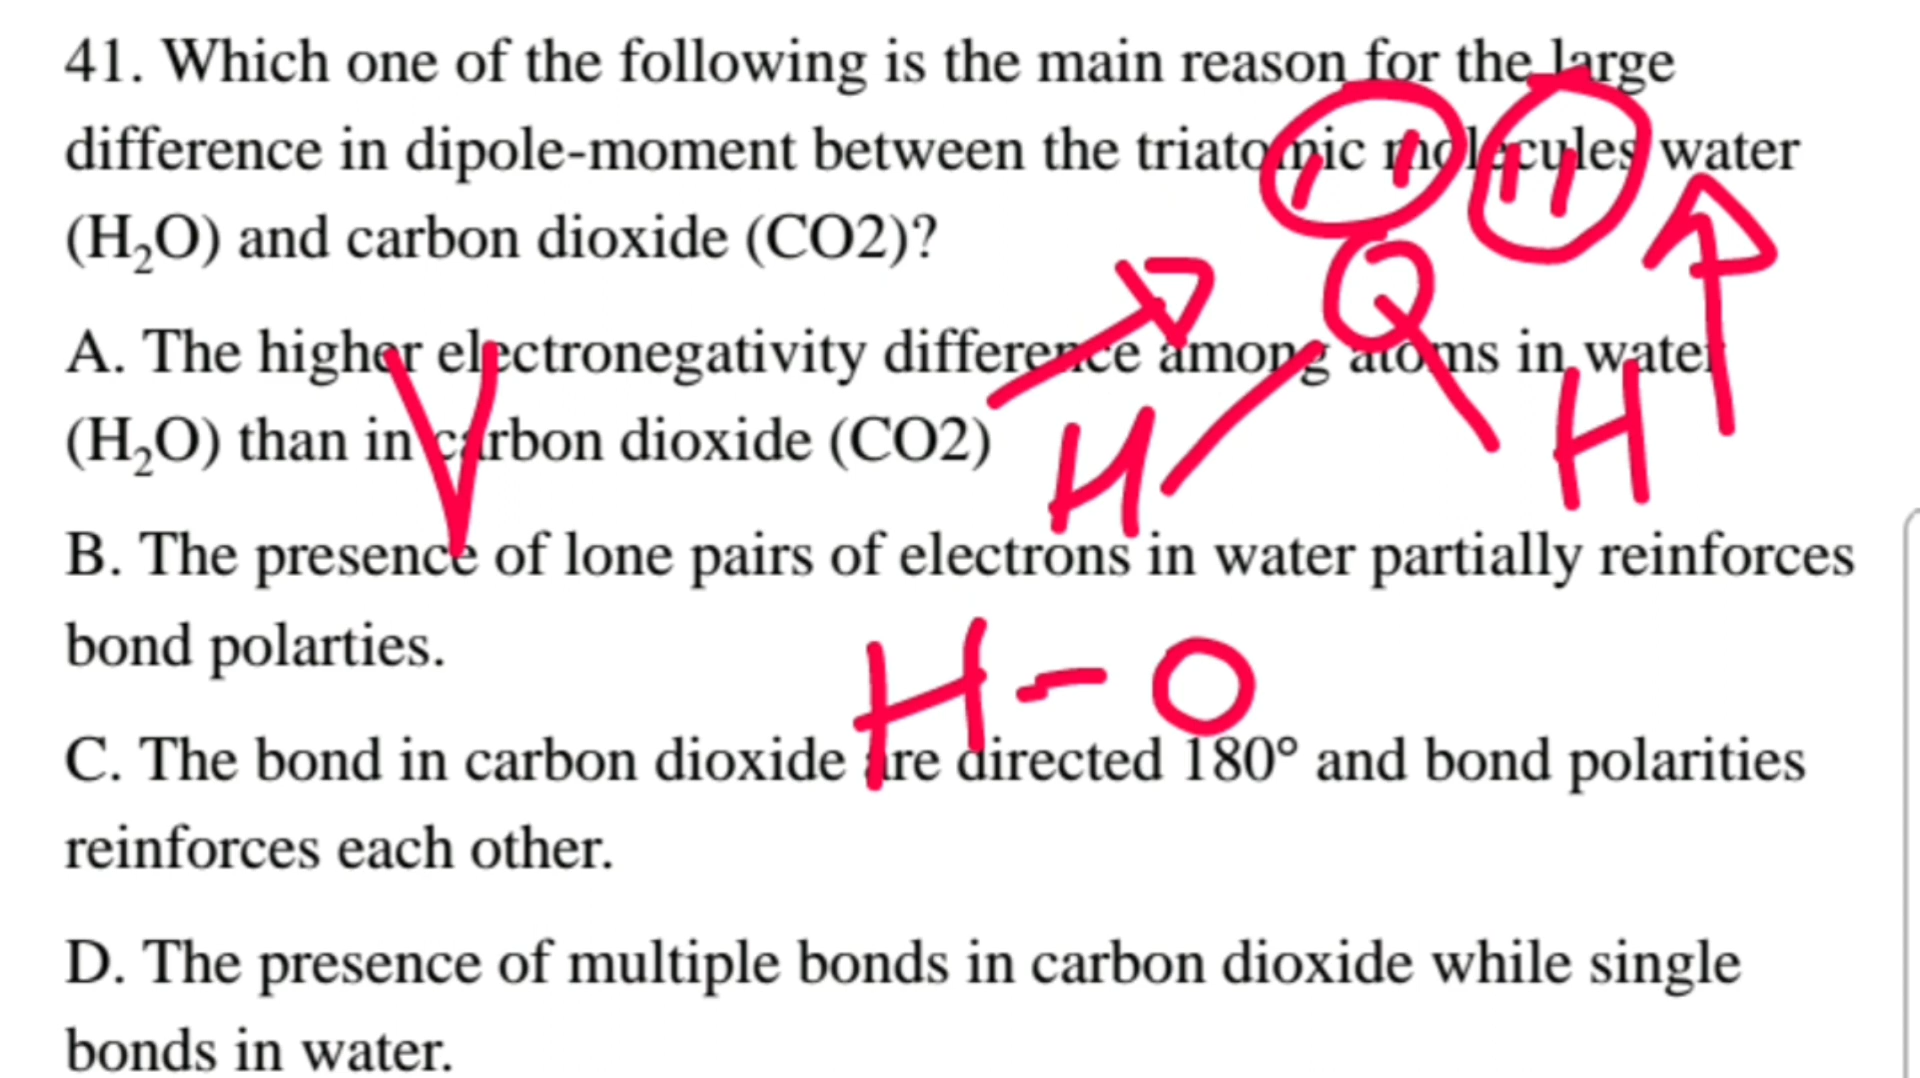 41. Which one of the following is the main reason for the large
difference in dipole-moment between the triatomic molecules water
(H₂O) and carbon dioxide (CO2)?
A. The higher electronegativity difference among atoms in water
(H₂O) than in carbon dioxide (CO2)
O
H H
B. The presence of lone pairs of electrons in water partially reinforces
bond polarties.
H-O
C. The bond in carbon dioxide are directed 180° and bond polarities
reinforces each other.
D. The presence of multiple bonds in carbon dioxide while single
bonds in water.